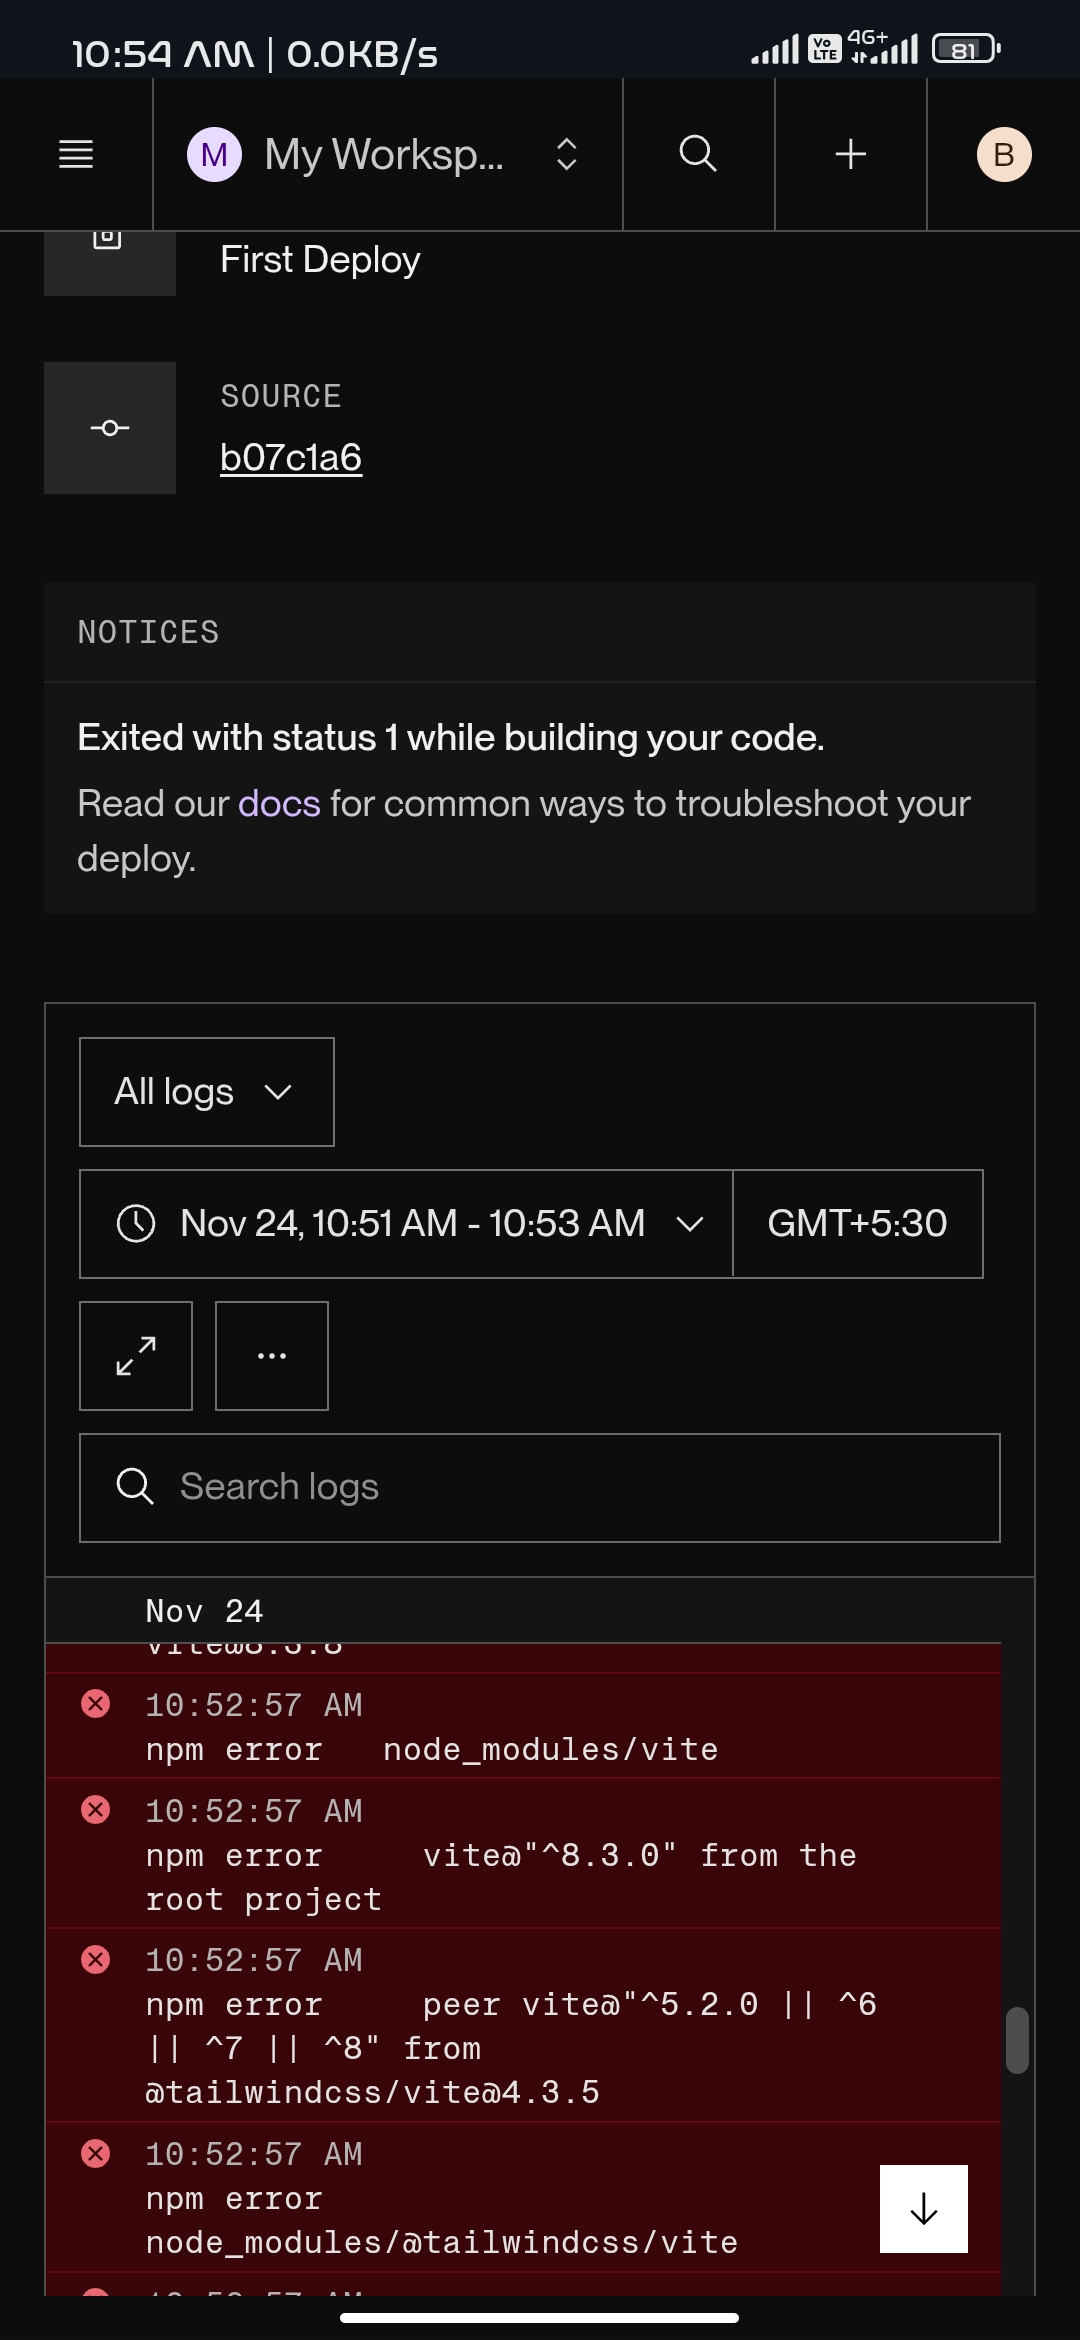 10:54 AM | 0.0KB/s
Vo LTE
4G+
81
M My Worksp...
B
First Deploy
SOURCE
b07c1a6
NOTICES
Exited with status 1 while building your code.
Read our docs for common ways to troubleshoot your
deploy.
All logs
Nov 24, 10:51 AM - 10:53 AM
GMT+5:30
...
Search logs
Nov 24
10:52:57 AM
npm error   node_modules/vite
10:52:57 AM
npm error     vite@"^8.3.0" from the
root project
10:52:57 AM
npm error     peer vite@"^5.2.0 || ^6
|| ^7 || ^8" from
@tailwindcss/vite@4.3.5
10:52:57 AM
npm error
node_modules/@tailwindcss/vite